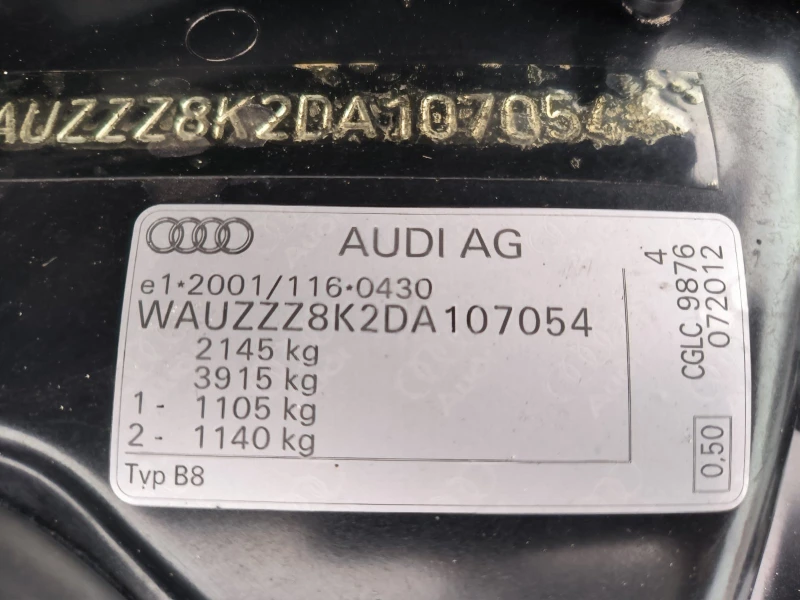 WAUZZZ8K2DA107054
AUDI AG
e1*2001/116*0430
WAUZZZ8K2DA107054
2145 kg
3915 kg
1- 1105 kg
2- 1140 kg
Typ B8
4
CGLC 9876
072012
0,50